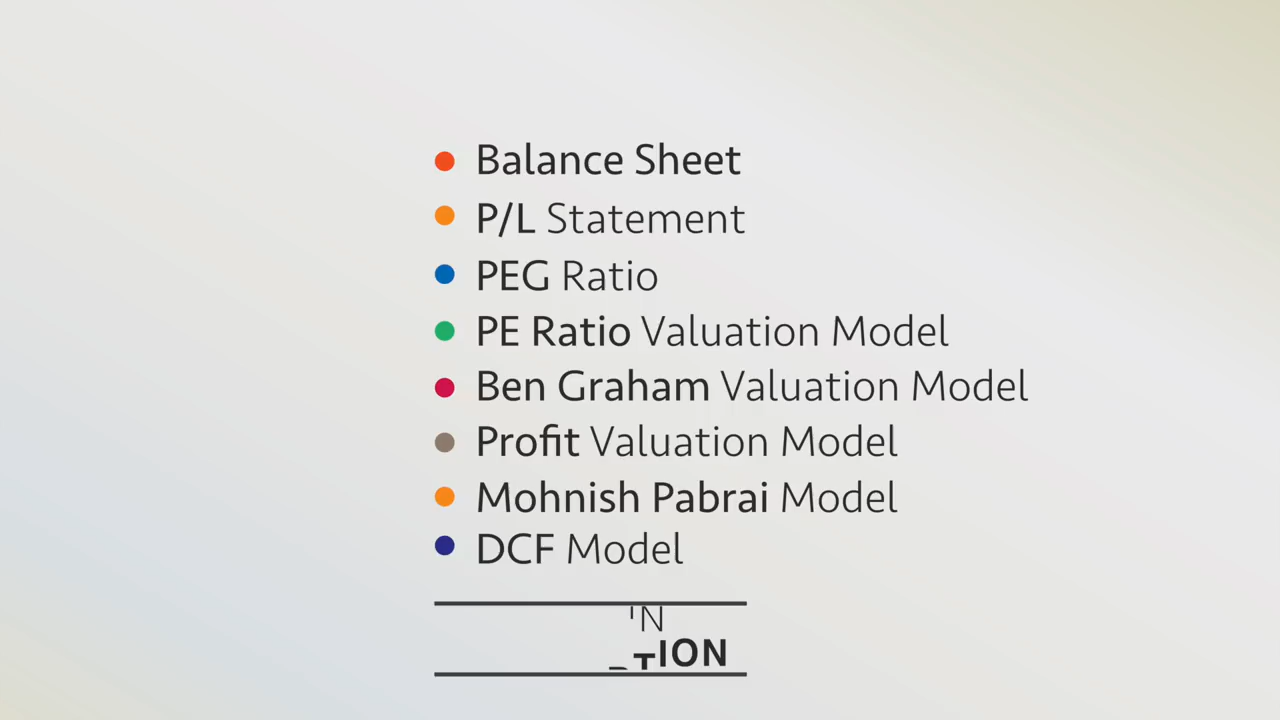 Balance Sheet
P/L Statement
PEG Ratio
PE Ratio Valuation Model
Ben Graham Valuation Model
Profit Valuation Model
Mohnish Pabrai Model
DCF Model